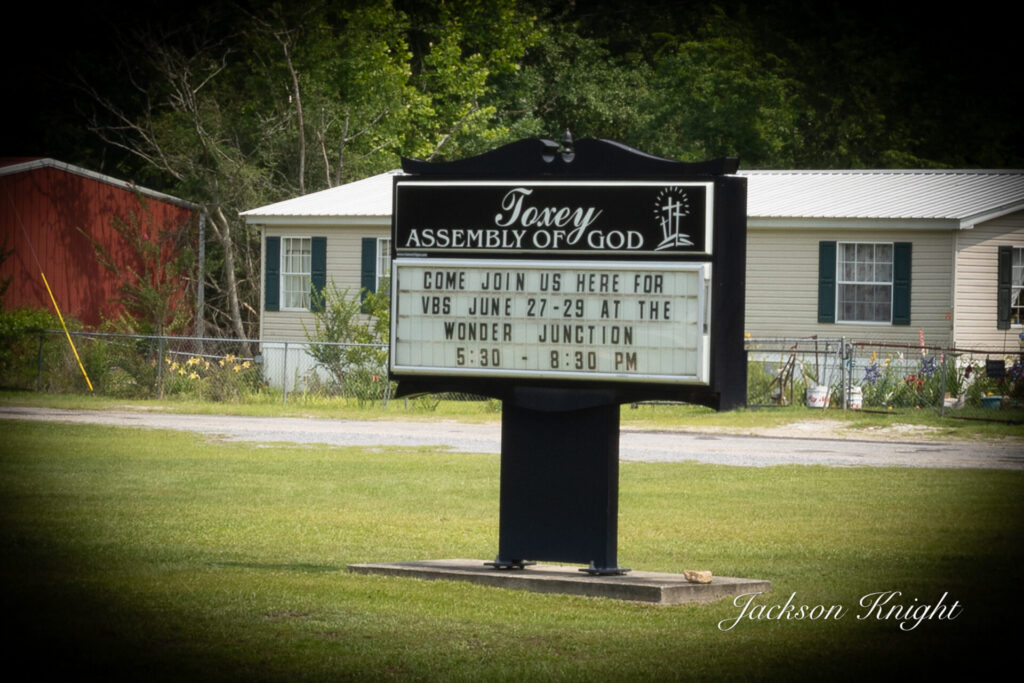 Toxey
ASSEMBLY OF GOD
COME JOIN US HERE FOR
VBS JUNE 27-29 AT THE
WONDER JUNCTION
5:30 - 8:30 PM
Jackson Knight